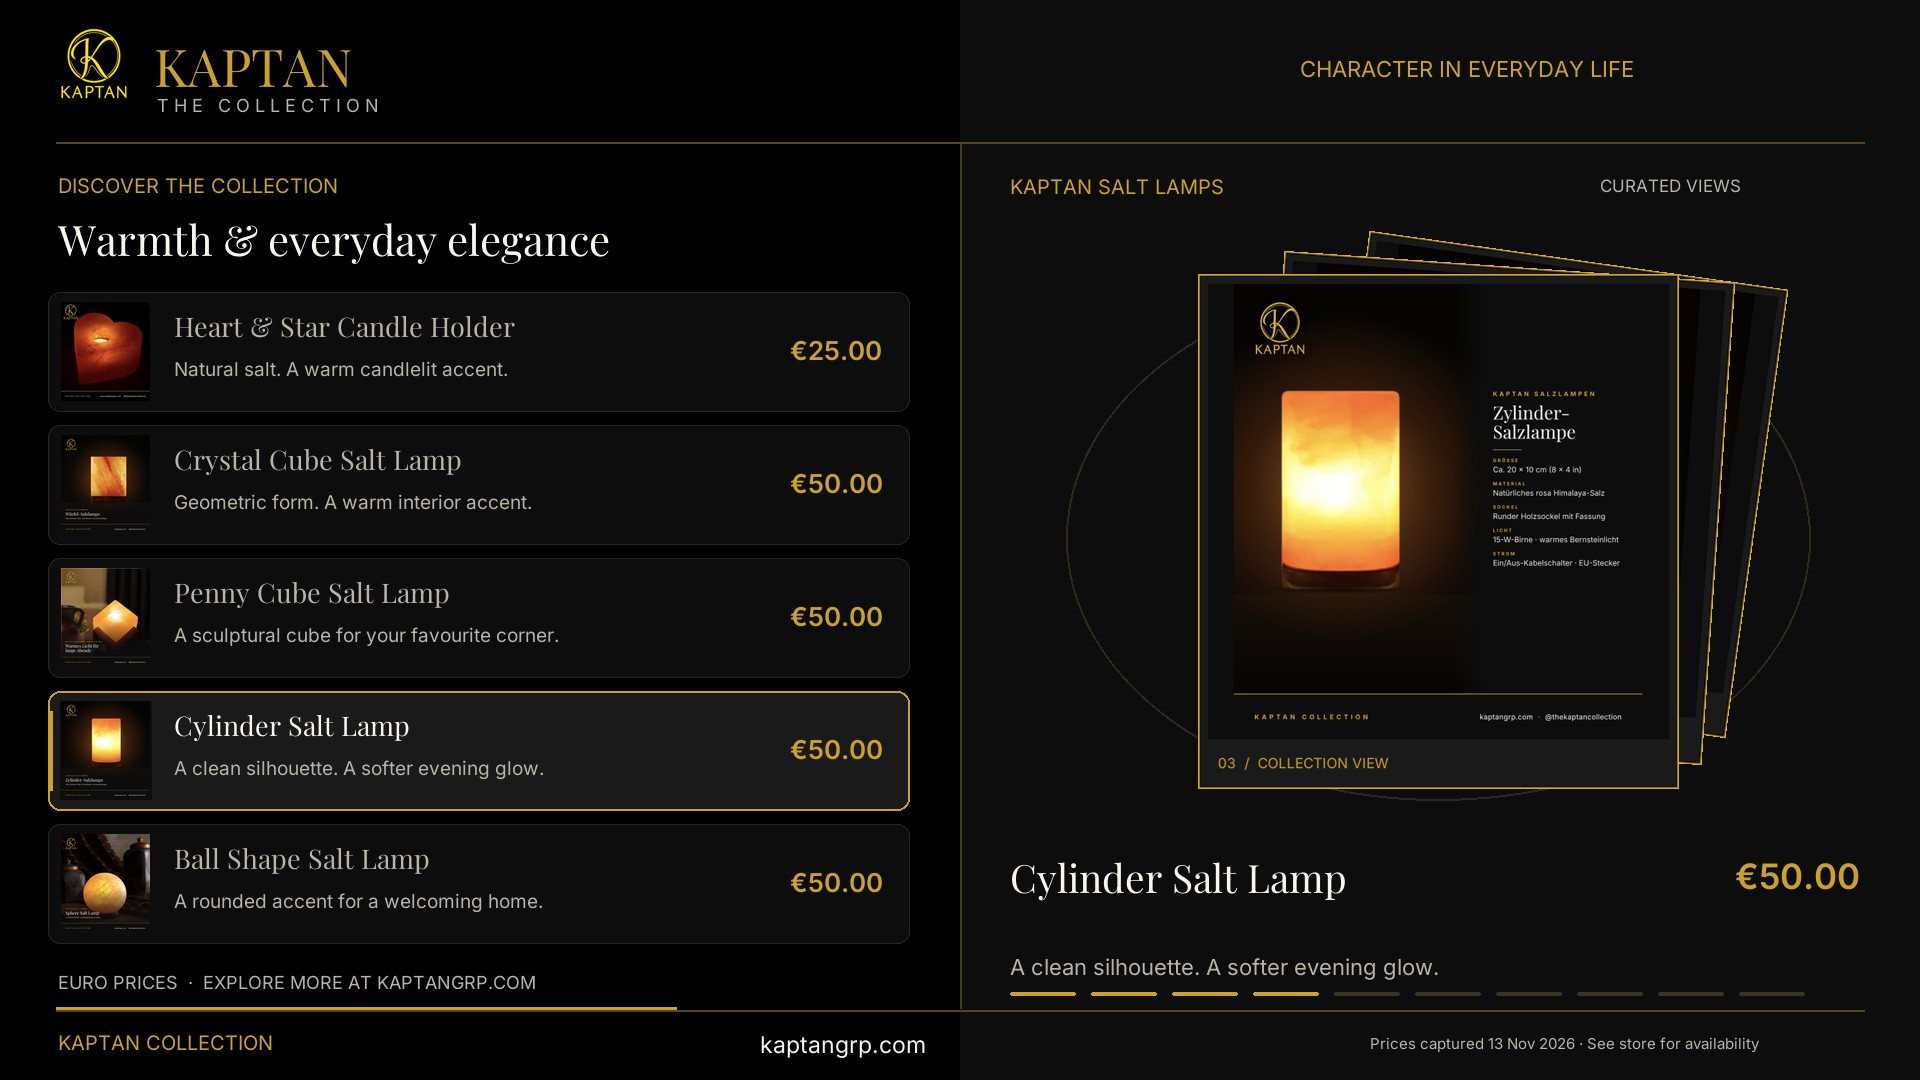 KAPTAN
KAPTAN
THE COLLECTION
CHARACTER IN EVERYDAY LIFE
DISCOVER THE COLLECTION
Warmth & everyday elegance
Heart & Star Candle Holder
Natural salt. A warm candlelit accent.
€25.00
Crystal Cube Salt Lamp
Geometric form. A warm interior accent.
€50.00
Penny Cube Salt Lamp
A sculptural cube for your favourite corner.
€50.00
Cylinder Salt Lamp
A clean silhouette. A softer evening glow.
€50.00
Ball Shape Salt Lamp
A rounded accent for a welcoming home.
€50.00
EURO PRICES · EXPLORE MORE AT KAPTANGRP.COM
KAPTAN SALT LAMPS
CURATED VIEWS
KAPTAN
KAPTAN SALZLAMPEN
Zylinder-
Salzlampe
GRÖSSE
Ca. 20 × 10 cm (8 × 4 in)
MATERIAL
Natürliches rosa Himalaya-Salz
SOCKEL
Runder Holzsockel mit Fassung
LICHT
15-W-Birne · warmes Bernsteinlicht
STROM
Ein/Aus-Kabelschalter · EU-Stecker
KAPTAN COLLECTION
kaptangrp.com · @thekaptancollection
03 / COLLECTION VIEW
Cylinder Salt Lamp
€50.00
A clean silhouette. A softer evening glow.
KAPTAN COLLECTION
kaptangrp.com
Prices captured 13 Nov 2026 · See store for availability